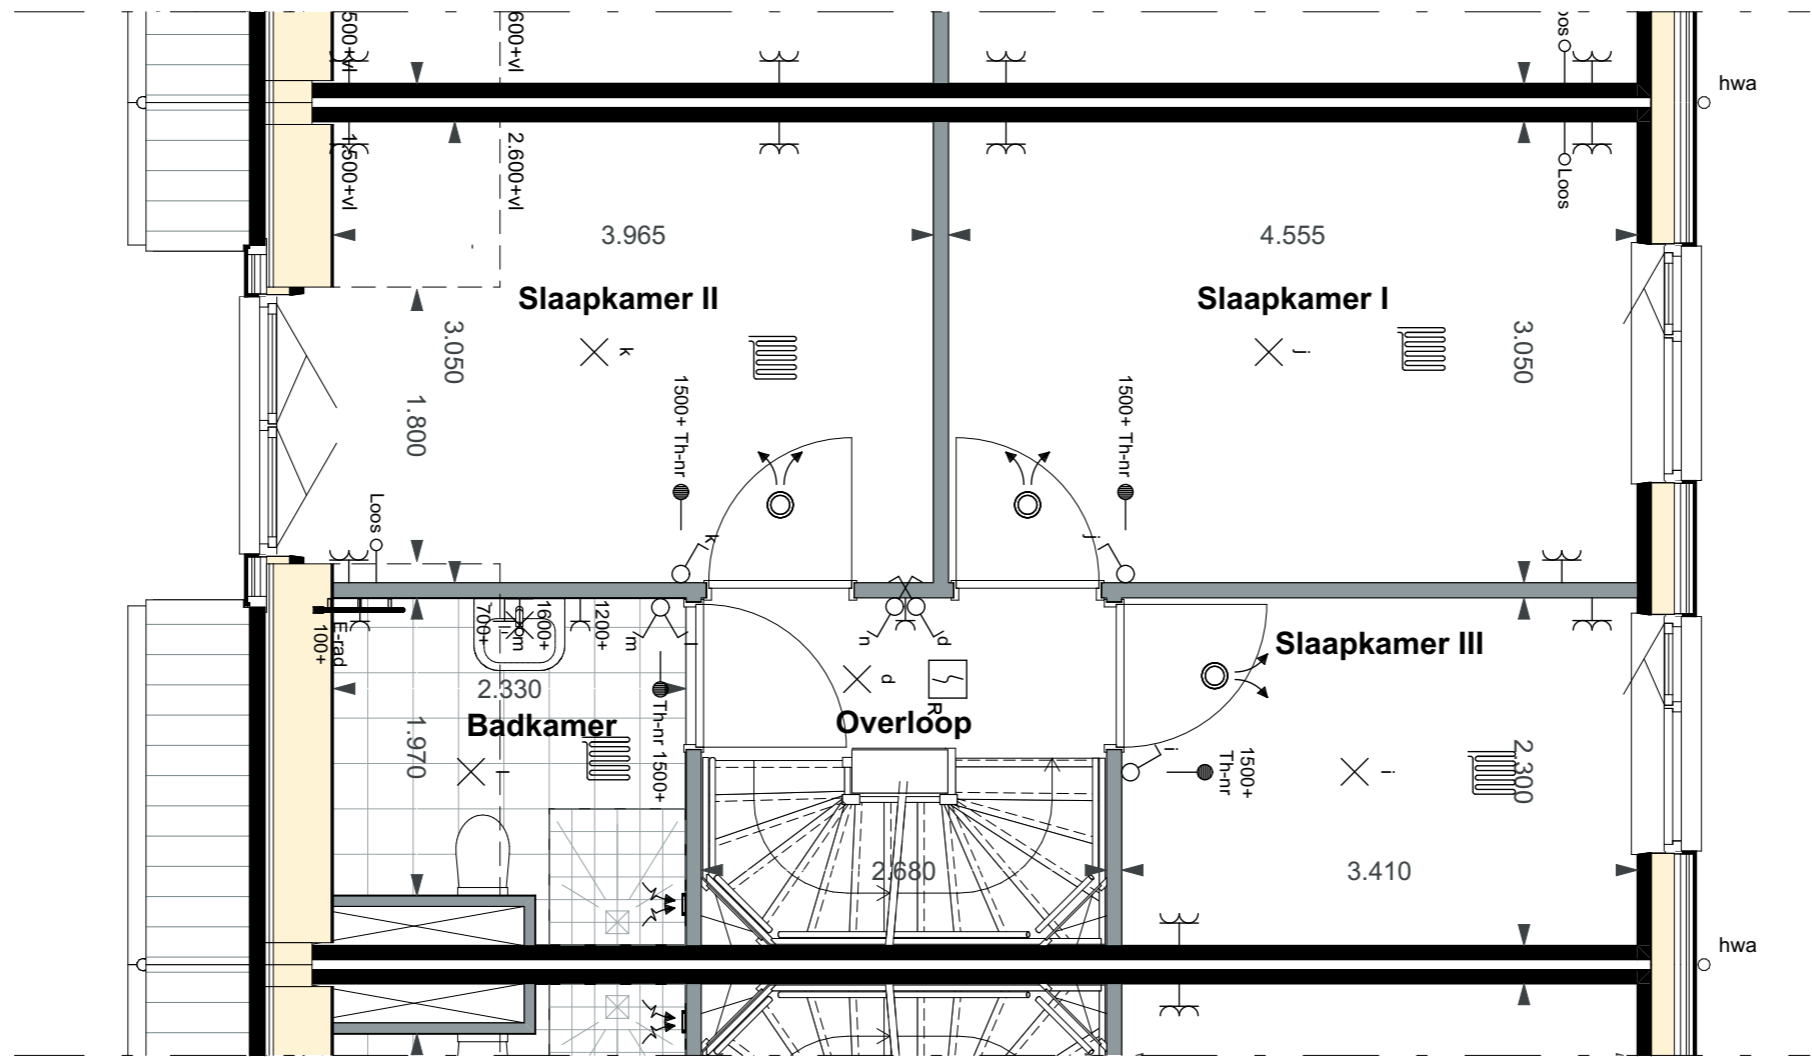 500+vl
600+vl
oos
hwa
1.500+vl
2.600+vl
Loos
3.965
4.555
Slaapkamer II
Slaapkamer I
3.050
k
j
3.050
1.800
1500+ Th-nr
1500+ Th-nr
Loos
k
j
E-rad
100+
700+
1600+
1200+
m
l
n
d
Slaapkamer III
2.330
d
R
Badkamer
Overloop
1.970
l
Th-nr 1500+
i
1500+
Th-nr
i
2.300
2.680
3.410
hwa